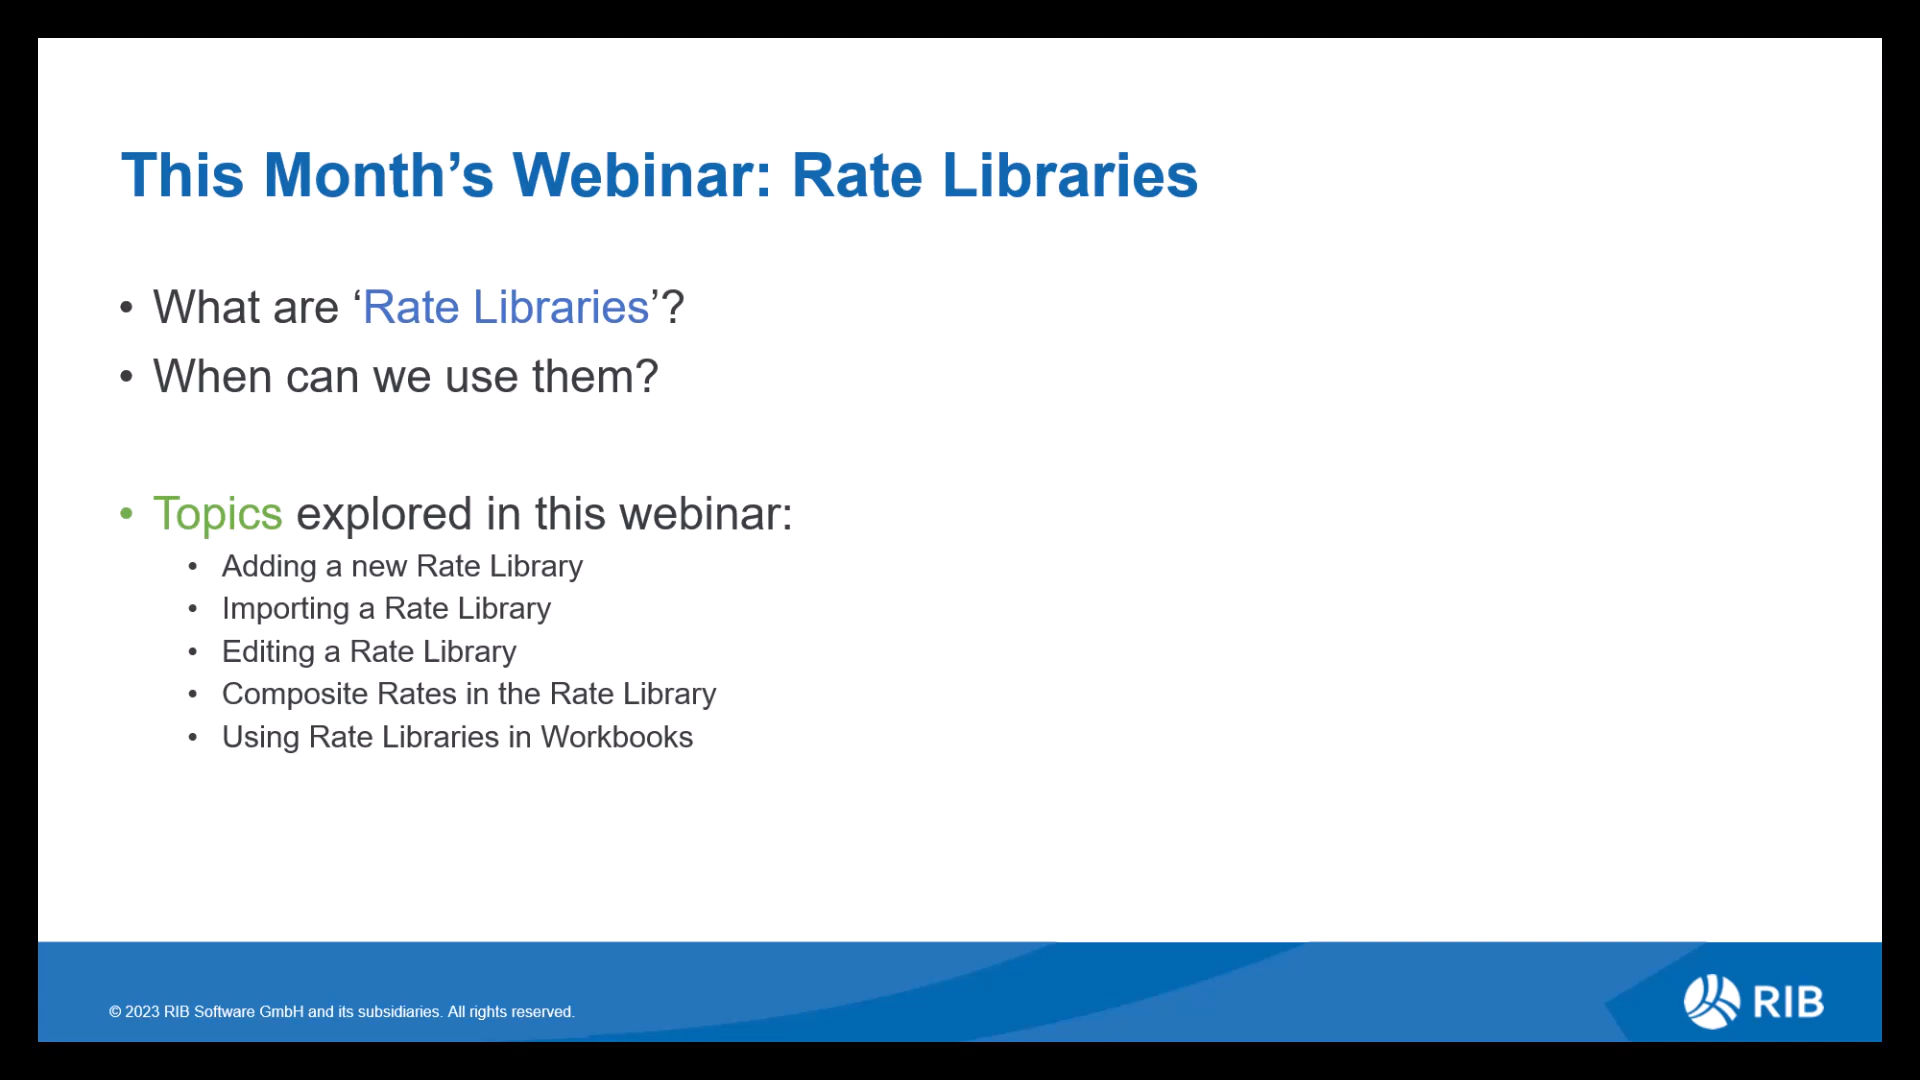 This Month’s Webinar: Rate Libraries
• What are ‘Rate Libraries’?
• When can we use them?
• Topics explored in this webinar:
• Adding a new Rate Library
• Importing a Rate Library
• Editing a Rate Library
• Composite Rates in the Rate Library
• Using Rate Libraries in Workbooks
© 2023 RIB Software GmbH and its subsidiaries. All rights reserved.
RIB